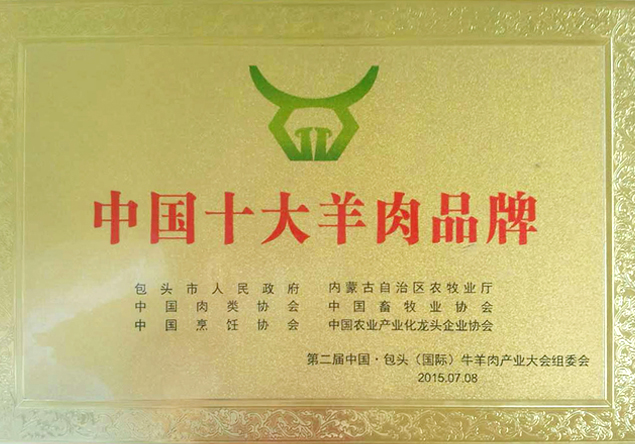 中国十大羊肉品牌
包头市人民政府 内蒙古自治区农牧业厅
中国肉类协会 中国畜牧业协会
中国烹饪协会 中国农业产业化龙头企业协会
第二届中国·包头（国际）牛羊肉产业大会组委会
2015.07.08